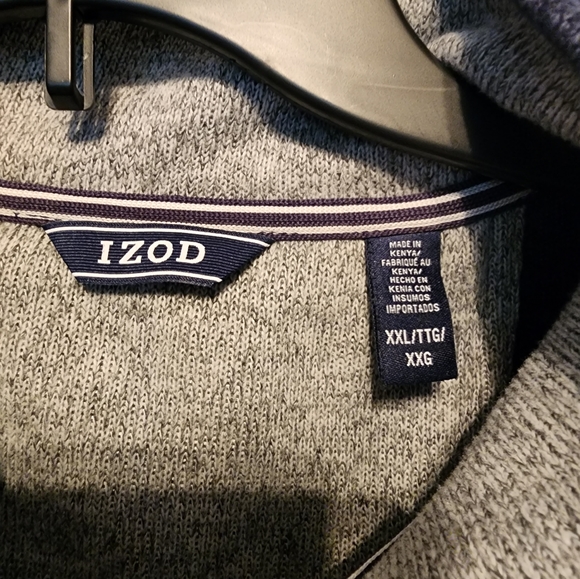 IZOD
MADE IN
KENYA/
FABRIQUÉ AU
KENYA/
HECHO EN
KENIA CON
INSUMOS
IMPORTADOS
XXL/TTG/
XXG